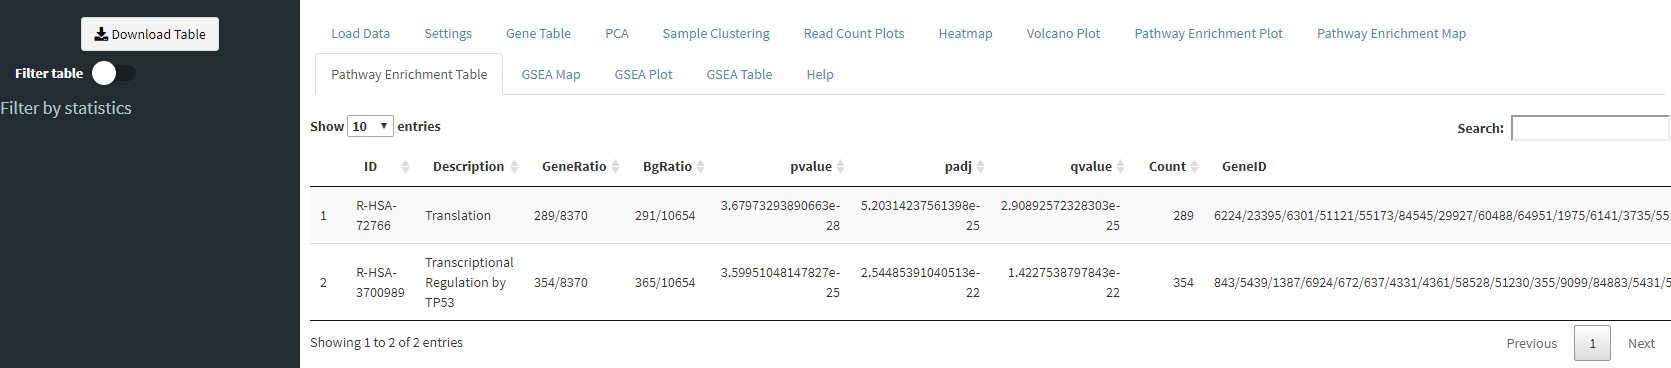 Download Table
Filter table
Filter by statistics
Load Data Settings Gene Table PCA Sample Clustering Read Count Plots Heatmap Volcano Plot Pathway Enrichment Plot Pathway Enrichment Map
Pathway Enrichment Table GSEA Map GSEA Plot GSEA Table Help
Show 10 entries
Search:
ID Description GeneRatio BgRatio pvalue padj qvalue Count GeneID
1 R-HSA-72766 Translation 289/8370 291/10654 3.67973293890663e-28 5.20314237561398e-25 2.90892572328303e-25 289 6224/23395/6301/51121/55173/84545/29927/60488/64951/1975/6141/3735/55
2 R-HSA-3700989 Transcriptional Regulation by TP53 354/8370 365/10654 3.59951048147827e-25 2.54485391040513e-22 1.4227538797843e-22 354 843/5439/1387/6924/672/637/4331/4361/58528/51230/355/9099/84883/5431/5
Showing 1 to 2 of 2 entries
Previous 1 Next